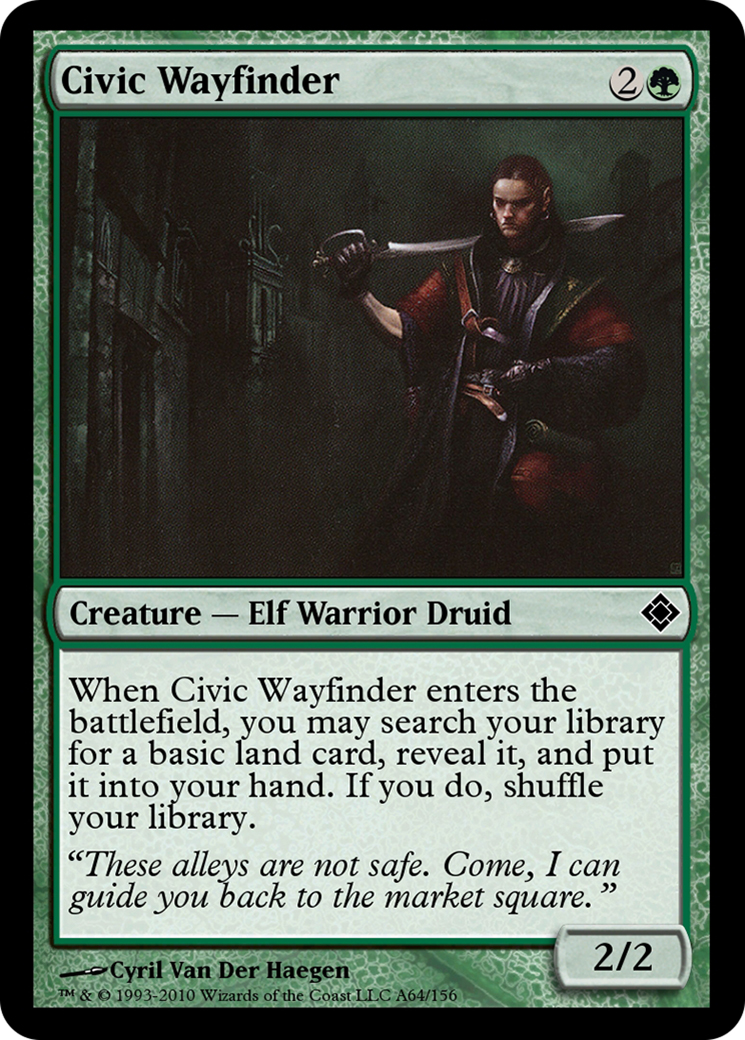 Civic Wayfinder 2
Creature — Elf Warrior Druid
When Civic Wayfinder enters the
battlefield, you may search your library
for a basic land card, reveal it, and put
it into your hand. If you do, shuffle
your library.
“These alleys are not safe. Come, I can
guide you back to the market square.”
2/2
Cyril Van Der Haegen
™ & © 1993-2010 Wizards of the Coast LLC A64/156